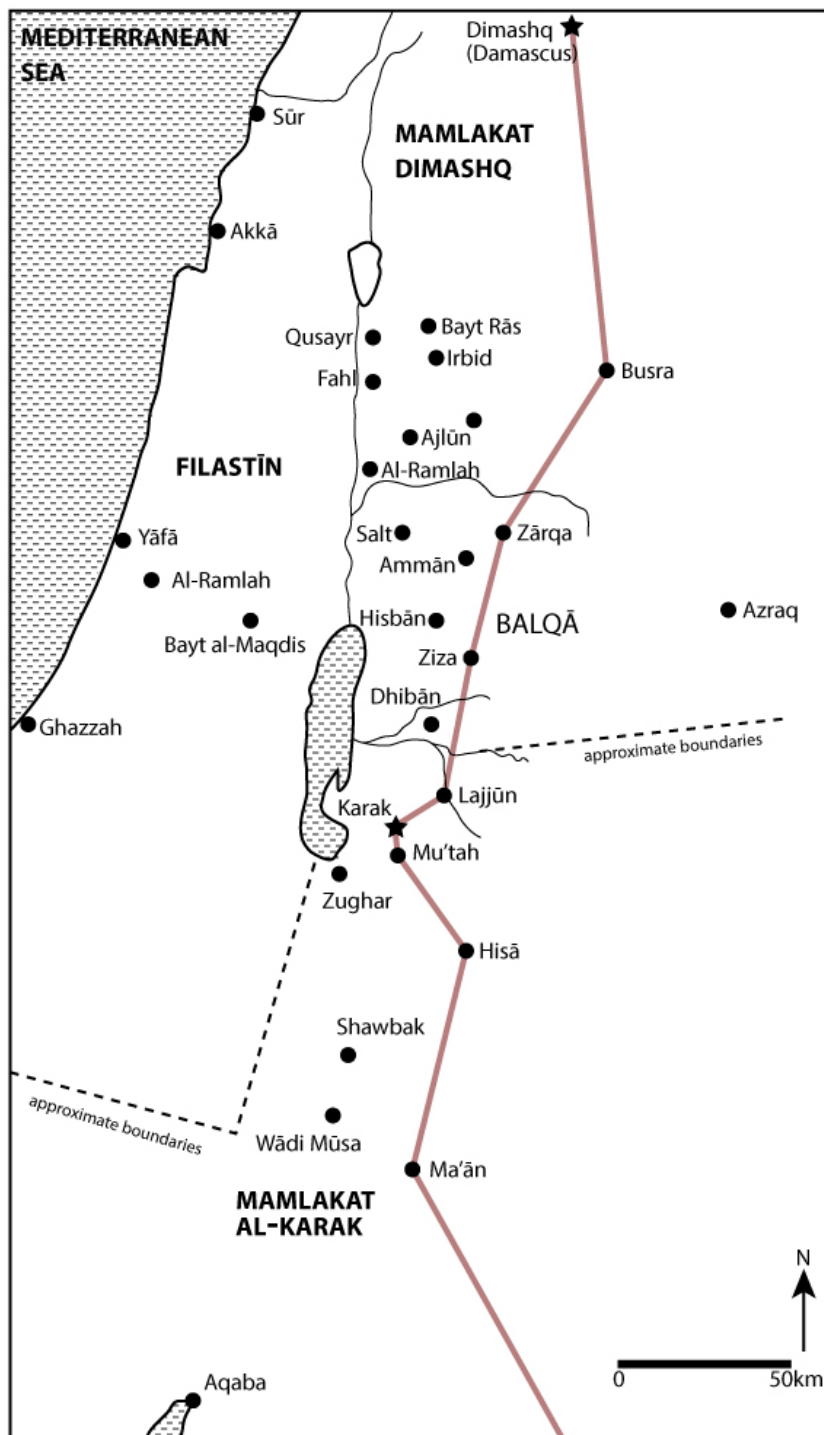 MEDITERRANEAN
SEA
Dimashq
(Damascus)
Sūr
MAMLAKAT
DIMASHQ
Akkā
Bayt Rās
Qusayr
Irbid
Fahl
Busra
Ajlūn
FILASTĪN
Al-Ramlah
Yāfā
Salt
Zārqa
Ammān
Al-Ramlah
Hisbān
BALQĀ
Azraq
Bayt al-Maqdis
Ziza
Dhibān
Ghazzah
approximate boundaries
Karak
Lajjūn
Mu'tah
Zughar
Hisā
Shawbak
approximate boundaries
Wādi Mūsa
Ma'ān
MAMLAKAT
AL-KARAK
N
Aqaba
0
50km